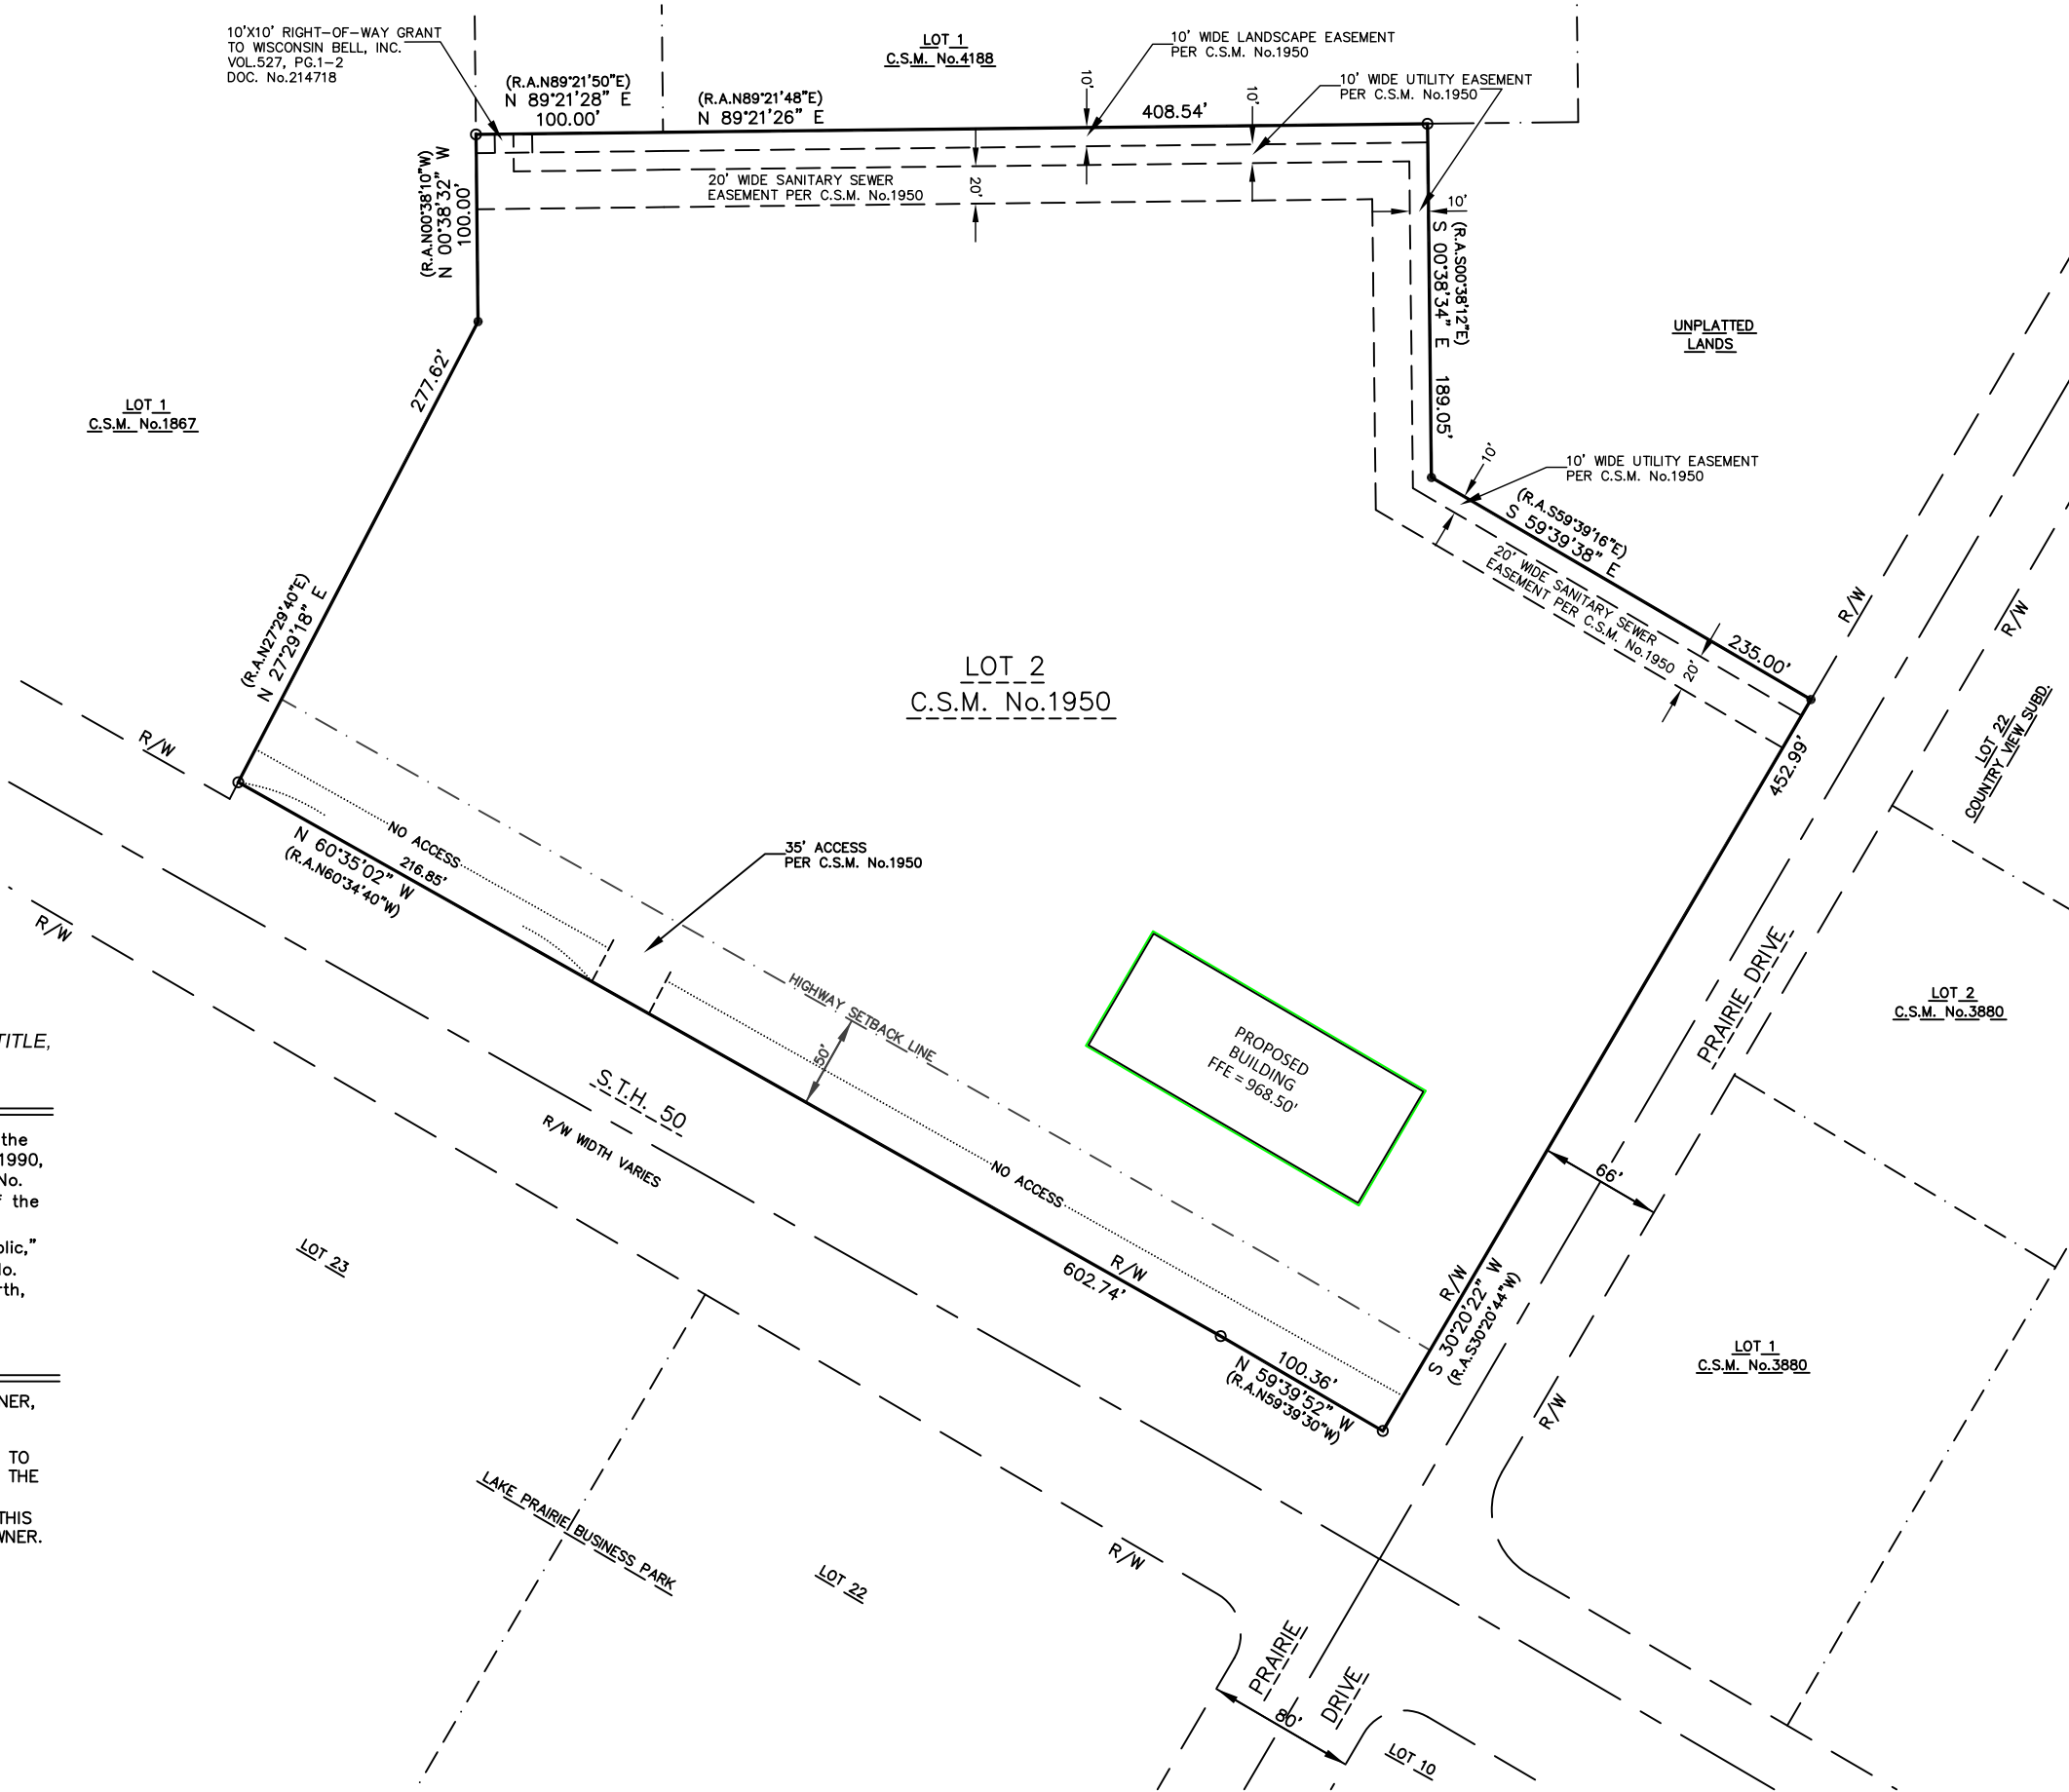 10'X10' RIGHT-OF-WAY GRANT
TO WISCONSIN BELL, INC.
VOL.527, PG.1-2
DOC. No.214718
LOT 1
C.S.M. No.4188
10' WIDE LANDSCAPE EASEMENT
PER C.S.M. No.1950
10' WIDE UTILITY EASEMENT
PER C.S.M. No.1950
(R.A.N89°21'50"E)
N 89°21'28" E
100.00'
(R.A.N89°21'48"E)
N 89°21'26" E
10'
408.54'
10'
(R.A.N00°38'10"W)
N 00°38'32" W
100.00'
20' WIDE SANITARY SEWER
EASEMENT PER C.S.M. No.1950
20'
10'
(R.A.S00°38'12"E)
S 00°38'34" E 189.05'
UNPLATTED
LANDS
277.62'
LOT 1
C.S.M. No.1867
10'
10' WIDE UTILITY EASEMENT
PER C.S.M. No.1950
(R.A.S59°39'16"E)
S 59°39'38" E
20' WIDE SANITARY SEWER
EASEMENT PER C.S.M. No.1950
20'
235.00'
R/W
R/W
(R.A.N27°29'40"E)
N 27°29'18" E
LOT 2
C.S.M. No.1950
LOT 22
COUNTRY VIEW SUBD.
452.99'
R/W
NO ACCESS
N 60°35'02" W
216.85'
(R.A.N60°34'40"W)
35' ACCESS
PER C.S.M. No.1950
R/W
HIGHWAY SETBACK LINE
50'
PROPOSED
BUILDING
FFE = 968.50'
PRAIRIE DRIVE
LOT 2
C.S.M. No.3880
TITLE,
S.T.H. 50
R/W WIDTH VARIES
NO ACCESS
66'
the
1990,
No.
f the
olic,"
No.
rth,
LOT 23
R/W
602.74'
R/W
S 30°20'22" W
(R.A.S30°20'44"W)
100.36'
N 59°39'52" W
(R.A.N59°39'30"W)
LOT 1
C.S.M. No.3880
R/W
NER,
TO
THE
THIS
WNER.
LAKE PRAIRIE BUSINESS PARK
R/W
LOT 22
PRAIRIE
DRIVE
80'
LOT 10